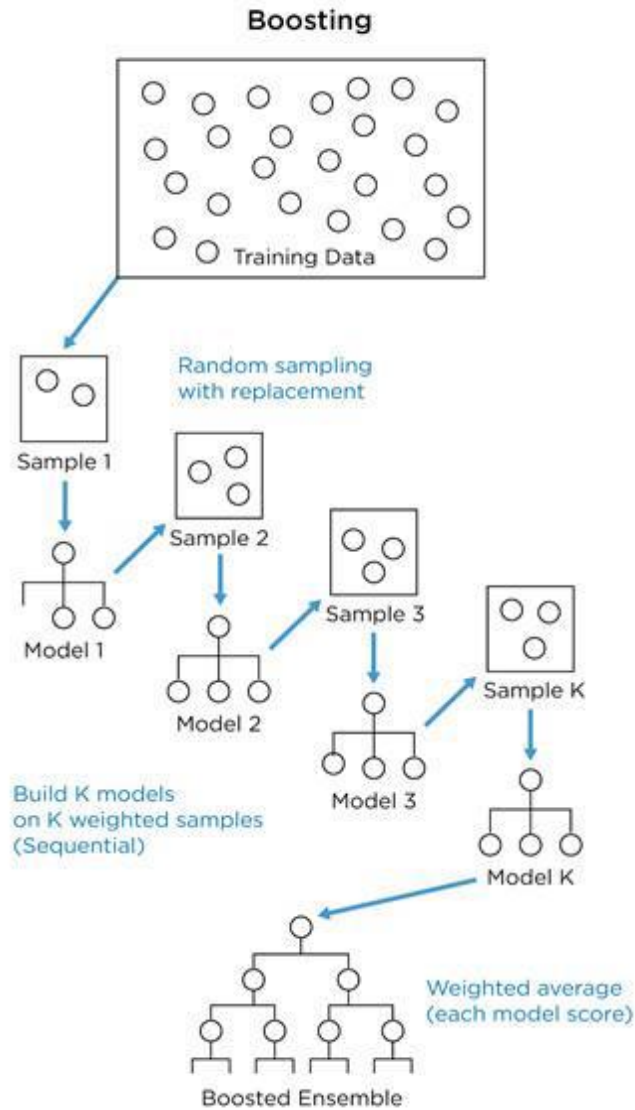 Boosting
Training Data
Random sampling
with replacement
Sample 1
Sample 2
Sample 3
Sample K
Model 1
Model 2
Model 3
Model K
Build K models
on K weighted samples
(Sequential)
Weighted average
(each model score)
Boosted Ensemble